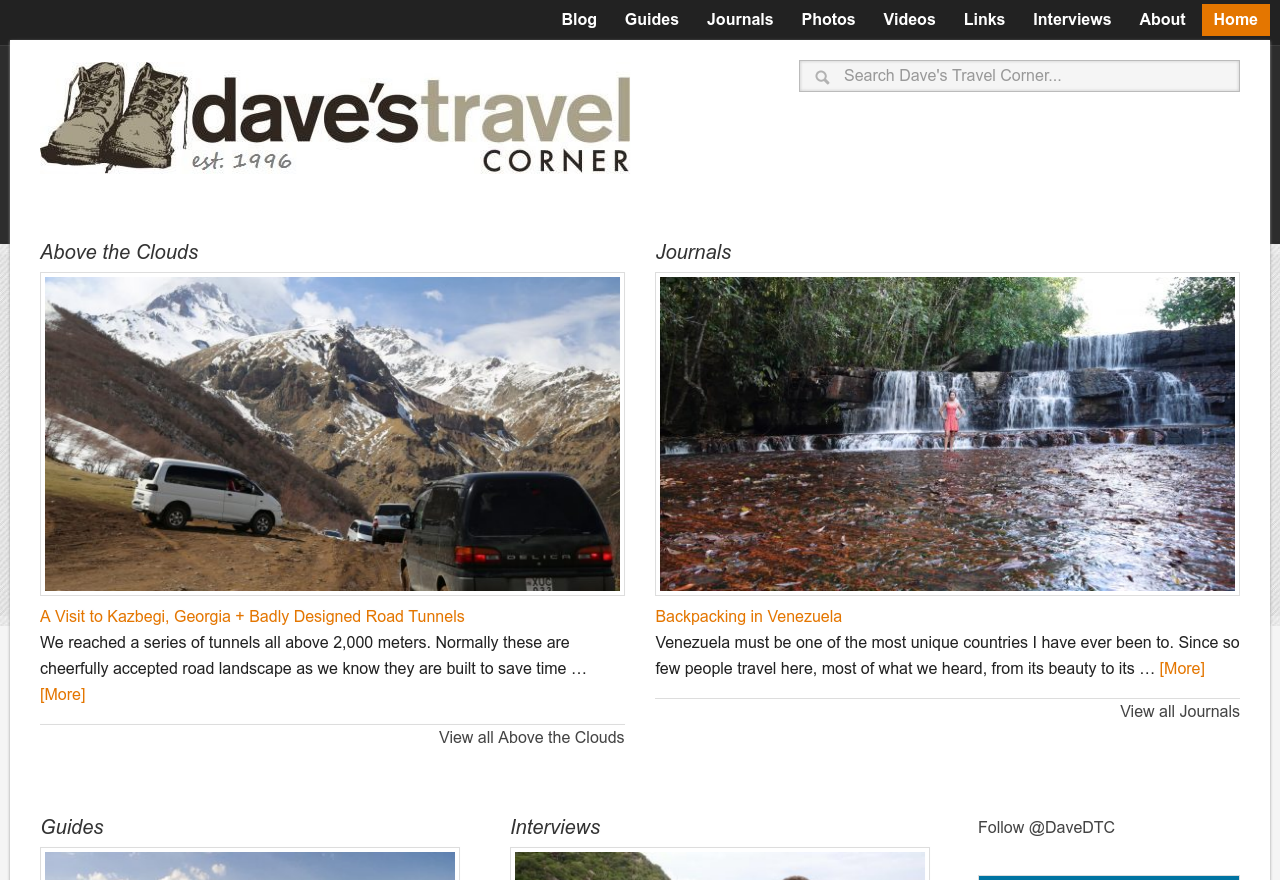 Blog Guides Journals Photos Videos Links Interviews About Home
dave's travel
est. 1996 CORNER
Search Dave's Travel Corner...
Above the Clouds
DELICA
A Visit to Kazbegi, Georgia + Badly Designed Road Tunnels
We reached a series of tunnels all above 2,000 meters. Normally these are
cheerfully accepted road landscape as we know they are built to save time …
[More]
View all Above the Clouds
Journals
Backpacking in Venezuela
Venezuela must be one of the most unique countries I have ever been to. Since so
few people travel here, most of what we heard, from its beauty to its … [More]
View all Journals
Guides
Interviews
Follow @DaveDTC